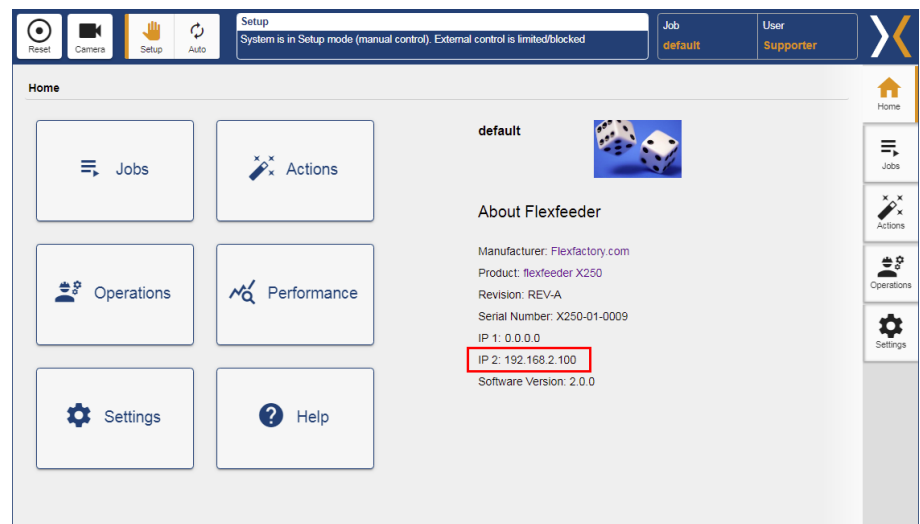 Reset
Camera
Setup
Auto
Setup
System is in Setup mode (manual control). External control is limited/blocked
Job
default
User
Supporter
Home
Jobs
Actions
Operations
Performance
Settings
Help
default
About Flexfeeder
Manufacturer: Flexfactory.com
Product: flexfeeder X250
Revision: REV-A
Serial Number: X250-01-0009
IP 1: 0.0.0.0
IP 2: 192.168.2.100
Software Version: 2.0.0
Home
Jobs
Actions
Operations
Settings